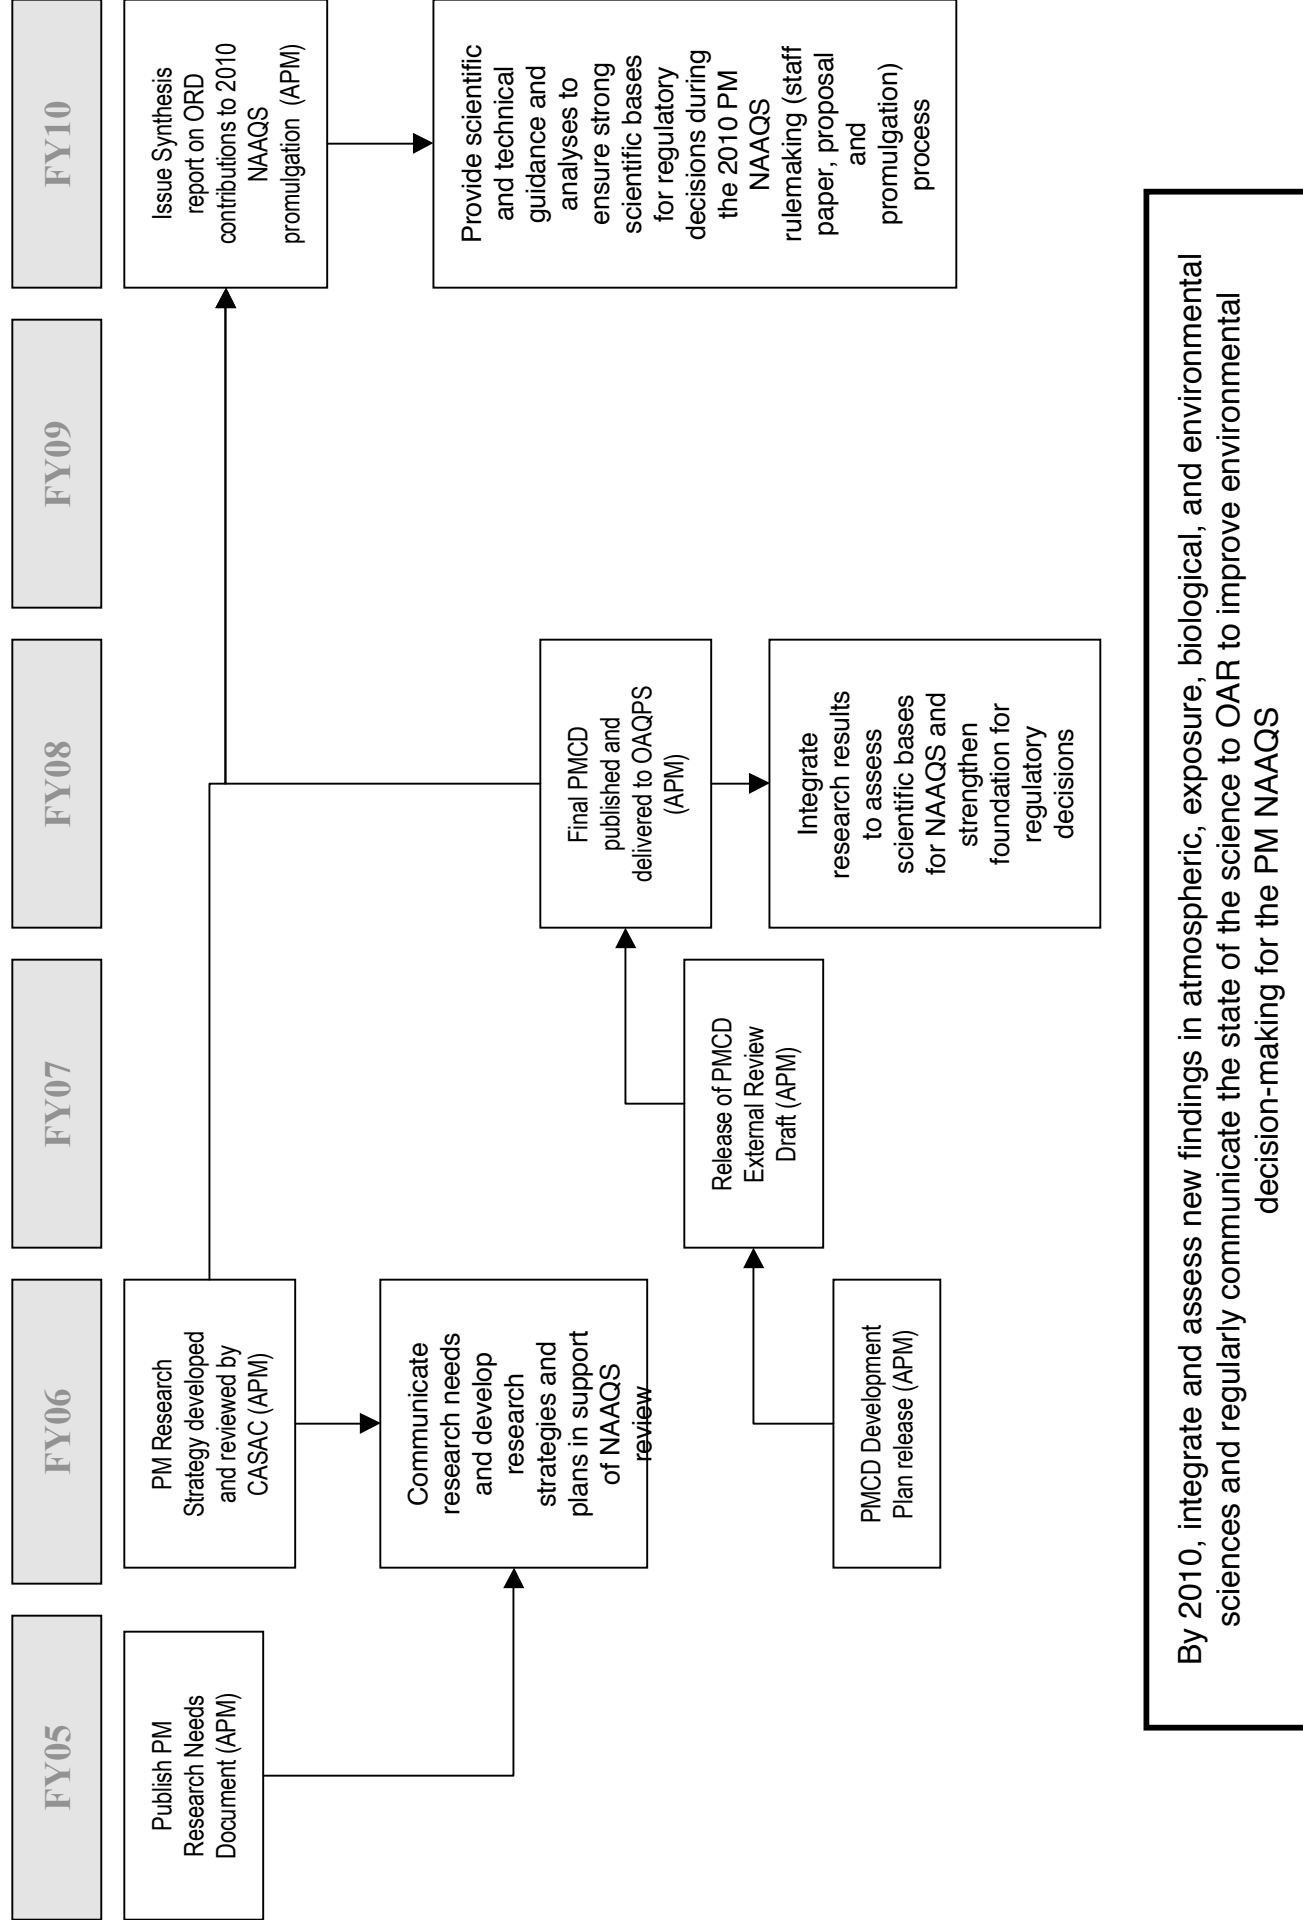 FY05
FY06
FY07
FY08
FY09
FY10
Publish PM
Research Needs
Document (APM)
PM Research
Strategy developed
and reviewed by
CASAC (APM)
Communicate
research needs
and develop
research
strategies and
plans in support
of NAAQS
review
PMCD Development
Plan release (APM)
Release of PMCD
External Review
Draft (APM)
Final PMCD
published and
delivered to OAQPS
(APM)
Integrate
research results
to assess
scientific bases
for NAAQS and
strengthen
foundation for
regulatory
decisions
Issue Synthesis
report on ORD
contributions to 2010
NAAQS
promulgation (APM)
Provide scientific
and technical
guidance and
analyses to
ensure strong
scientific bases
for regulatory
decisions during
the 2010 PM
NAAQS
rulemaking (staff
paper, proposal
and
promulgation)
process
By 2010, integrate and assess new findings in atmospheric, exposure, biological, and environmental
sciences and regularly communicate the state of the science to OAR to improve environmental
decision-making for the PM NAAQS